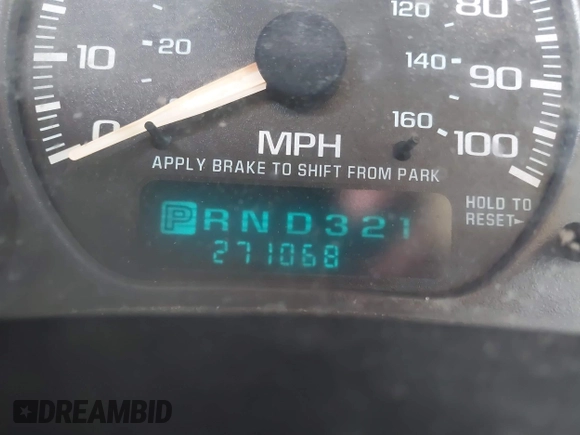 120
80
10
20
140
90
0
160
100
MPH
APPLY BRAKE TO SHIFT FROM PARK
HOLD TO
RESET
PRND321
271068
DREAMBID